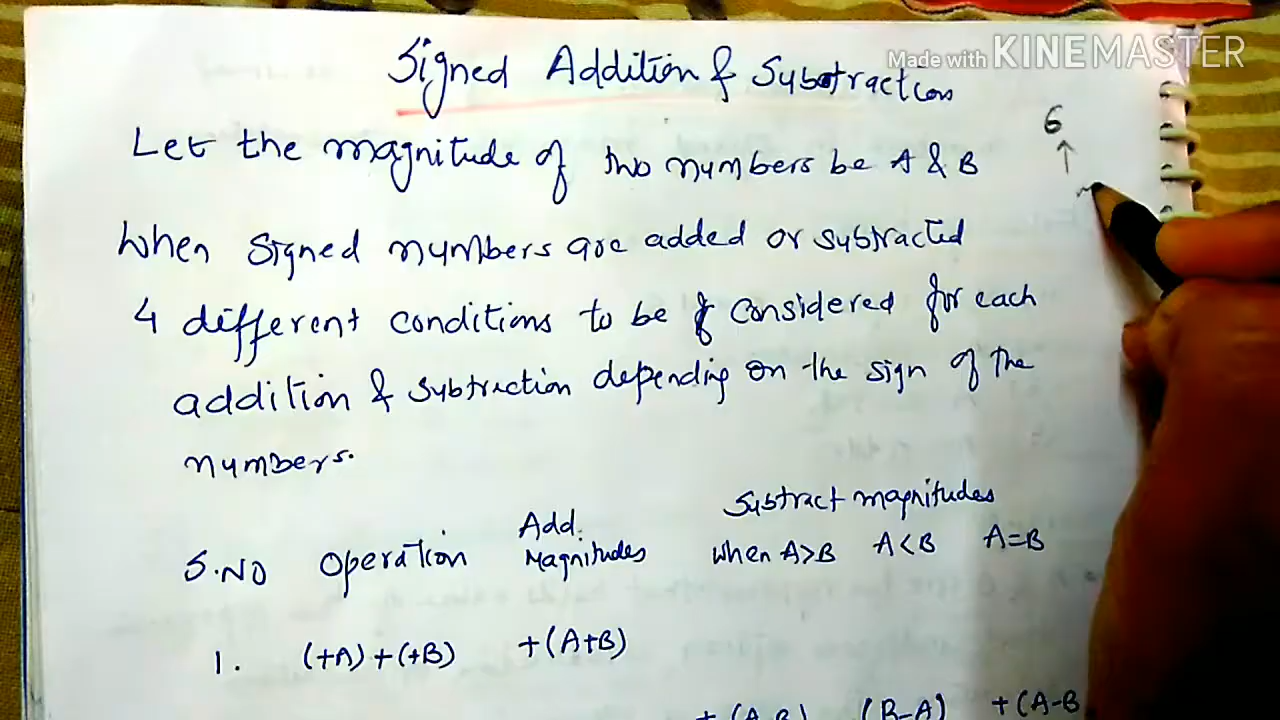 Made with KINEMASTER
Signed Addition & Subtraction
6
Let the magnitude of two numbers be A & B
When signed numbers are added or subtracted
4 different conditions to be considered for each
addition & subtraction depending on the sign of the
numbers.
Subtract magnitudes
S.NO Operation Add. Magnitudes when A>B A<B A=B
1. (+A)+(+B) +(A+B)
+(A-B) (B-A) +(A-B